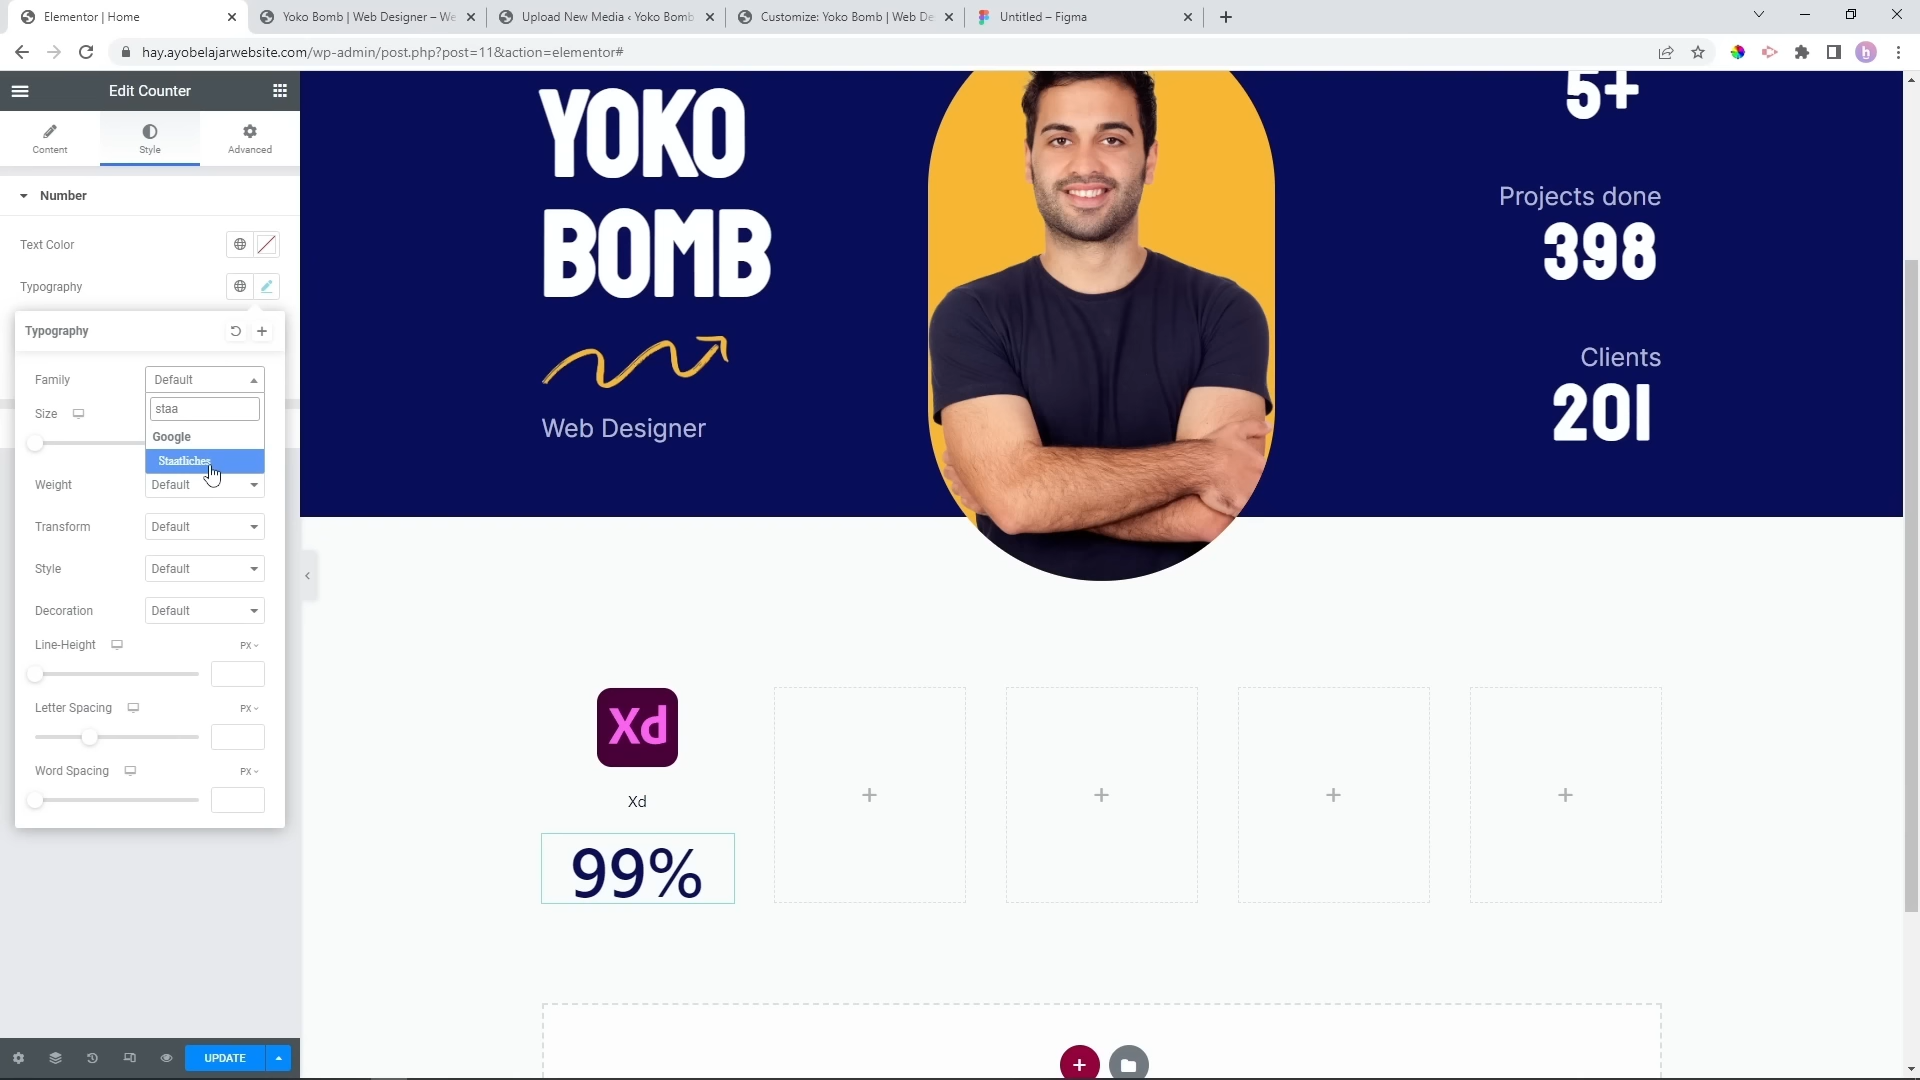 Elementor | Home
Yoko Bomb | Web Designer – We
Upload New Media ‹ Yoko Bomb
Customize: Yoko Bomb | Web De
Untitled – Figma
hay.ayobelajarwebsite.com/wp-admin/post.php?post=11&action=elementor#
h
Edit Counter
Content
Style
Advanced
Number
Text Color
Typography
Typography
Family
Default
staa
Size
Google
Staatliches
Weight
Default
Transform
Default
Style
Default
Decoration
Default
Line-Height
PX
Letter Spacing
PX
Word Spacing
PX
UPDATE
YOKO
BOMB
Web Designer
5+
Projects done
398
Clients
201
Xd
Xd
99%